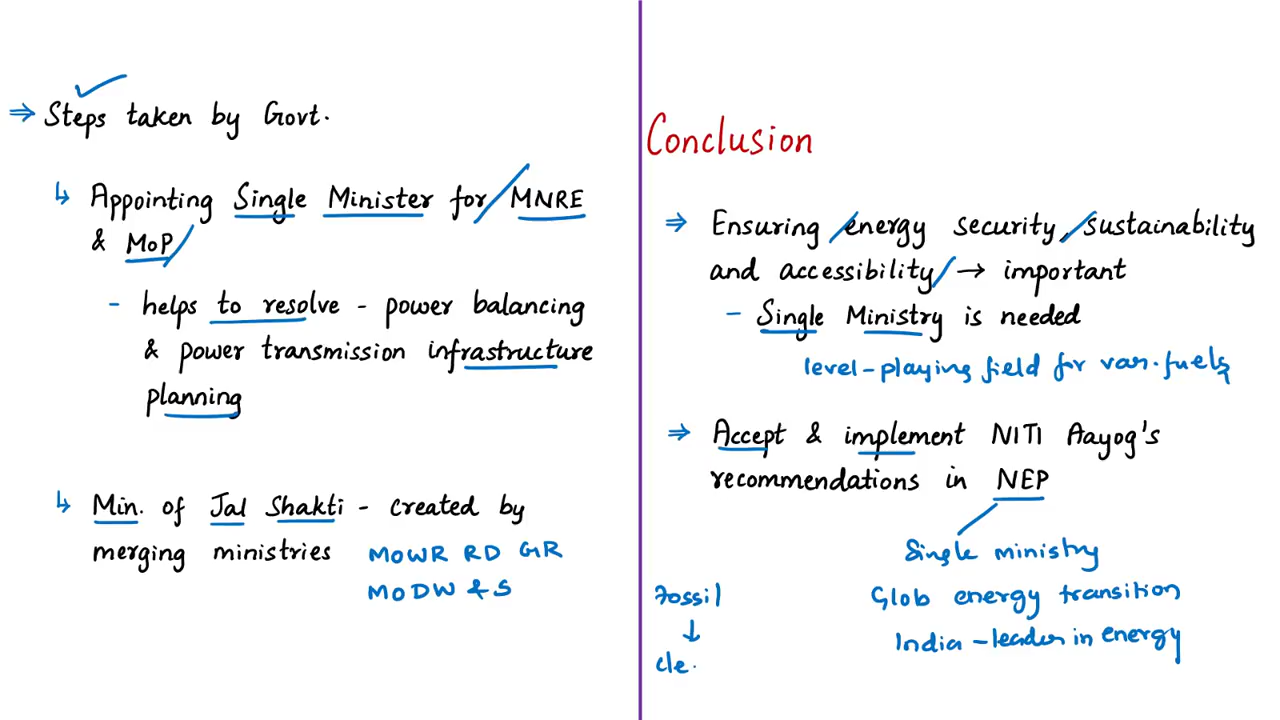 ⇒ Steps taken by Govt.
↳ Appointing Single Minister for MNRE
& MoP
- helps to resolve - power balancing
& power transmission infrastructure
planning
↳ Min. of Jal Shakti - created by
merging ministries MOWR RD GR
MODW & S
Conclusion
⇒ Ensuring energy security, sustainability
and accessibility → important
- Single Ministry is needed
level-playing field for var. fuels
⇒ Accept & implement NITI Aayog's
recommendations in NEP
Single ministry
Glob energy transition
India - leader in energy
Fossil
↓
cle.